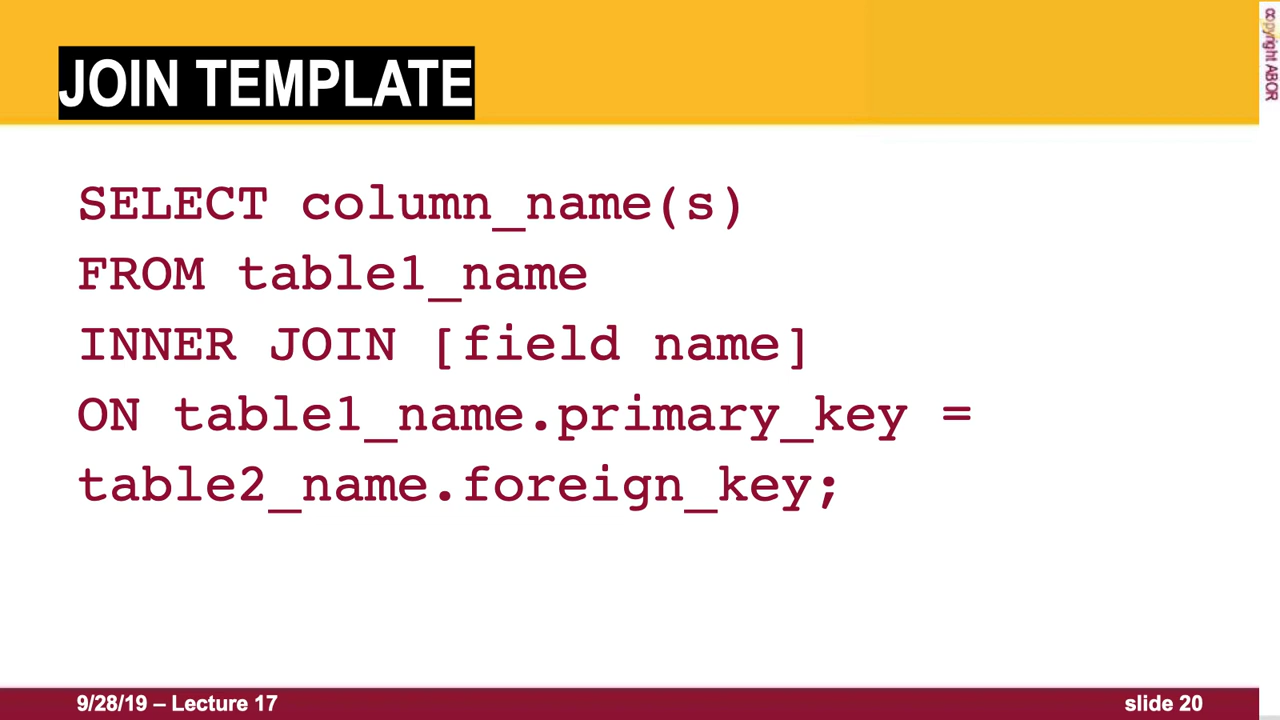 JOIN TEMPLATE
copyright ABOR
SELECT column_name(s)
FROM table1_name
INNER JOIN [field name]
ON table1_name.primary_key =
table2_name.foreign_key;
9/28/19 – Lecture 17
slide 20